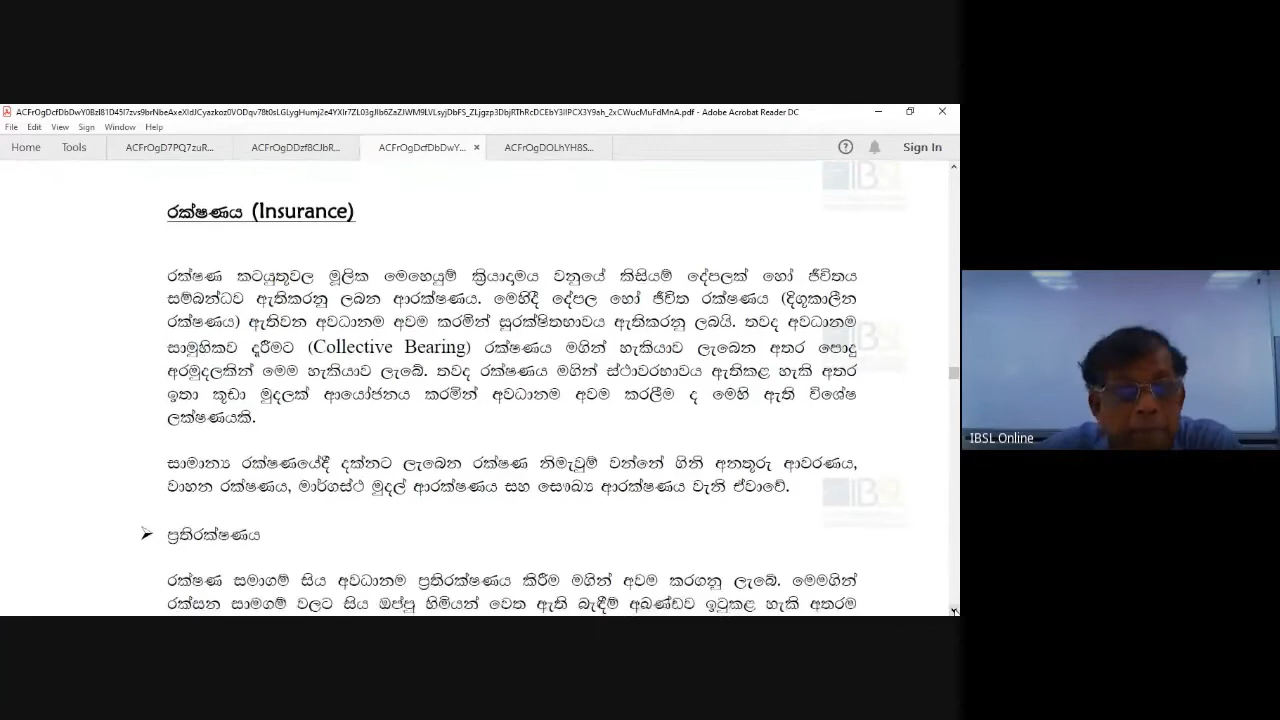 ACFrOgDcfDbDwY0BzI81D45I7zvs9brNbeAxeXldJCyazkoz0VODqv78t0sLGLygHumj2e4YXIr7ZL03gJIb6ZaZJWM9LVLsyjDbFS_ZLjgzp3DbjRThRcDCEbY3IIPCX3Y9ah_2xCWucMuFdMnA.pdf - Adobe Acrobat Reader DC
File Edit View Sign Window Help
Home Tools ACFrOgD7PQ7zuR... ACFrOgDDzf8CJbR... ACFrOgDcfDbDwY... × ACFrOgDOLhYH8S... Sign In
රක්ෂණය (Insurance)
රක්ෂණ කටයුතුවල මූලික මෙහෙයුම් ක්‍රියාදාමය වනුයේ කිසියම් දේපලක් හෝ ජීවිතය
සම්බන්ධව ඇතිකරනු ලබන ආරක්ෂණය. මෙහිදී දේපල හෝ ජීවිත රක්ෂණය (දිගුකාලීන
රක්ෂණය) ඇතිවන අවධානම අවම කරමින් සුරක්ෂිතභාවය ඇතිකරනු ලබයි. තවද අවධානම
සාමුහිකව දැරීමට (Collective Bearing) රක්ෂණය මගින් හැකියාව ලැබෙන අතර පොදු
අරමුදලකින් මෙම හැකියාව ලැබේ. තවද රක්ෂණය මගින් ස්ථාවරභාවය ඇතිකළ හැකි අතර
ඉතා කුඩා මුදලක් ආයෝජනය කරමින් අවධානම අවම කරලීම ද මෙහි ඇති විශේෂ
ලක්ෂණයකි.
සාමාන්‍ය රක්ෂණයේදී දක්නට ලැබෙන රක්ෂණ නිමැවුම් වන්නේ ගිනි අනතුරු ආවරණය,
වාහන රක්ෂණය, මාර්ගස්ථ මුදල් ආරක්ෂණය සහ සෞඛ්‍ය ආරක්ෂණය වැනි ඒවාවේ.
ප්‍රතිරක්ෂණය
රක්ෂණ සමාගම් සිය අවධානම ප්‍රතිරක්ෂණය කිරීම මගින් අවම කරගනු ලැබේ. මෙමගින්
රක්සන සාමගම් වලට සිය ඔප්පු හිමියන් වෙත ඇති බැඳීම් අඛණ්ඩව ඉටුකළ හැකි අතරම
IBSL Online